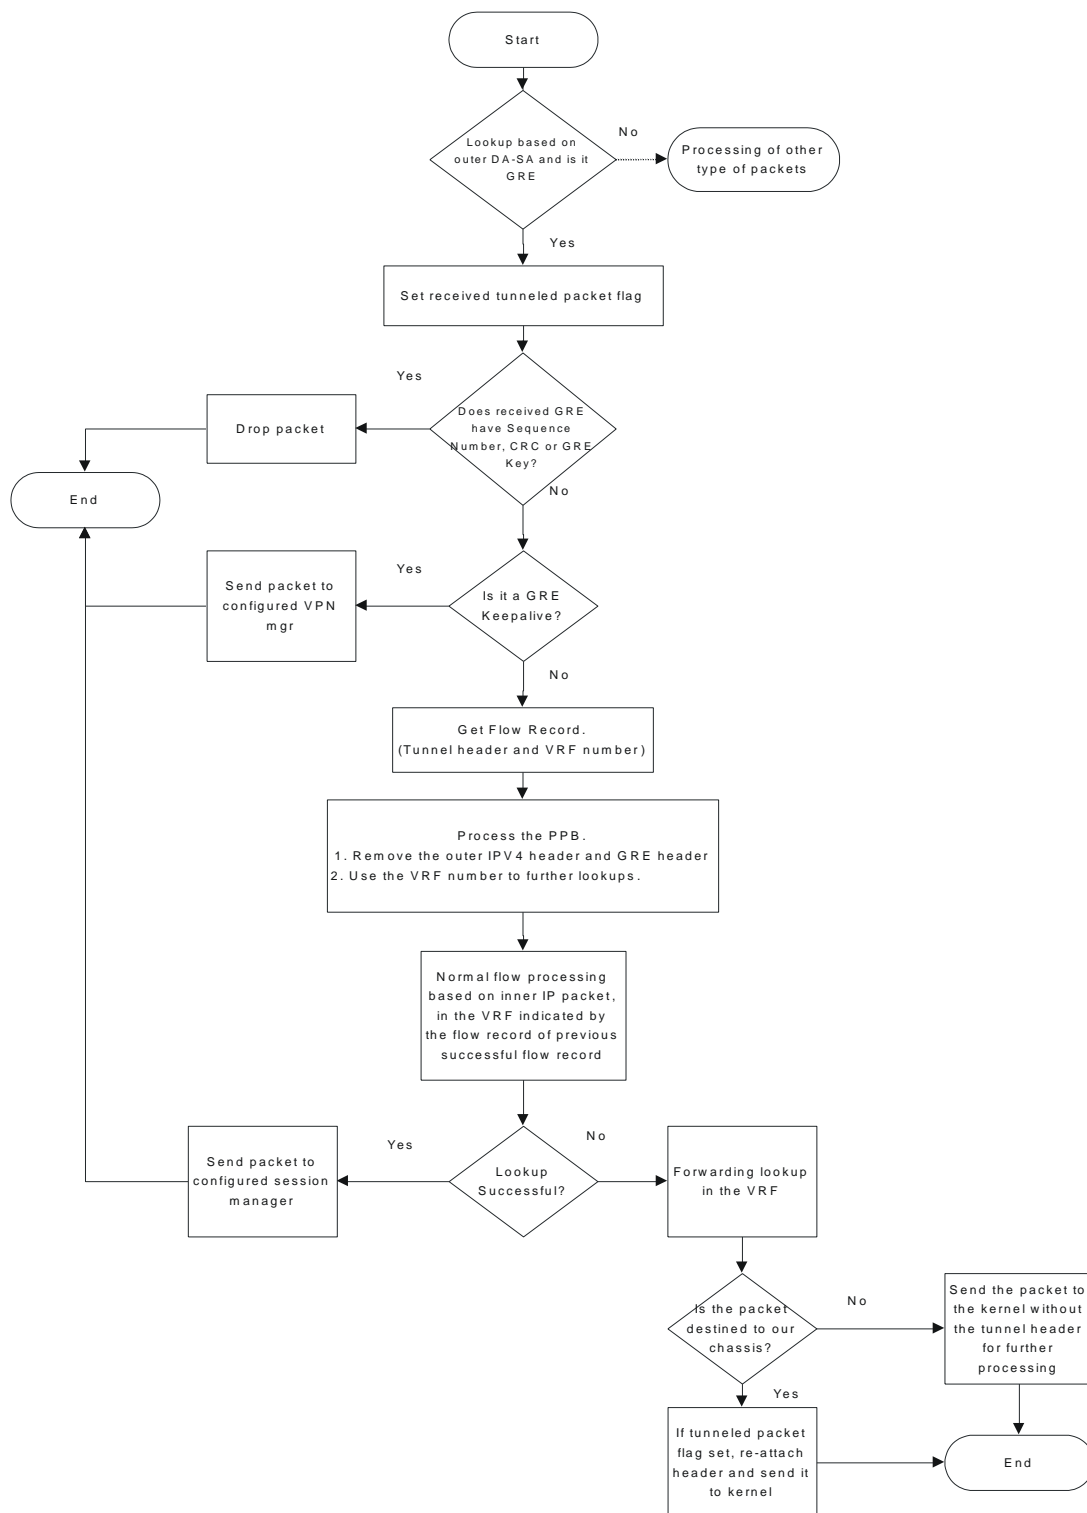 Start
Lookup based on
outer DA-SA and is it
GRE
No
Processing of other
type of packets
Yes
Set received tunneled packet flag
Yes
Does received GRE
have Sequence
Number, CRC or GRE
Key?
Drop packet
End
No
Send packet to
configured VPN
mgr
Yes
Is it a GRE
Keepalive?
No
Get Flow Record.
(Tunnel header and VRF number)
Process the PPB.
1. Remove the outer IPV4 header and GRE header
2. Use the VRF number to further lookups.
Normal flow processing
based on inner IP packet,
in the VRF indicated by
the flow record of previous
successful flow record
Send packet to
configured session
manager
Yes
Lookup
Successful?
No
Forwarding lookup
in the VRF
Is the packet
destined to our
chassis?
No
Send the packet to
the kernel without
the tunnel header
for further
processing
Yes
If tunneled packet
flag set, re-attach
header and send it
to kernel
End